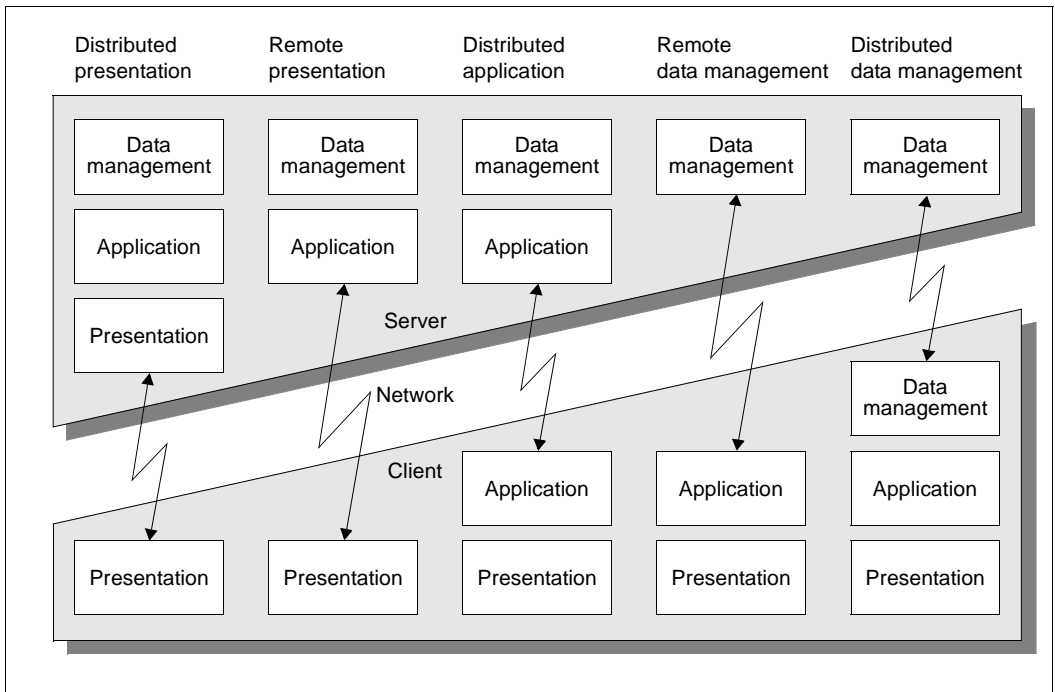 Distributed
presentation
Remote
presentation
Distributed
application
Remote
data management
Distributed
data management
Data
management
Data
management
Data
management
Data
management
Data
management
Application
Application
Application
Presentation
Server
Network
Client
Data
management
Application
Application
Application
Presentation
Presentation
Presentation
Presentation
Presentation